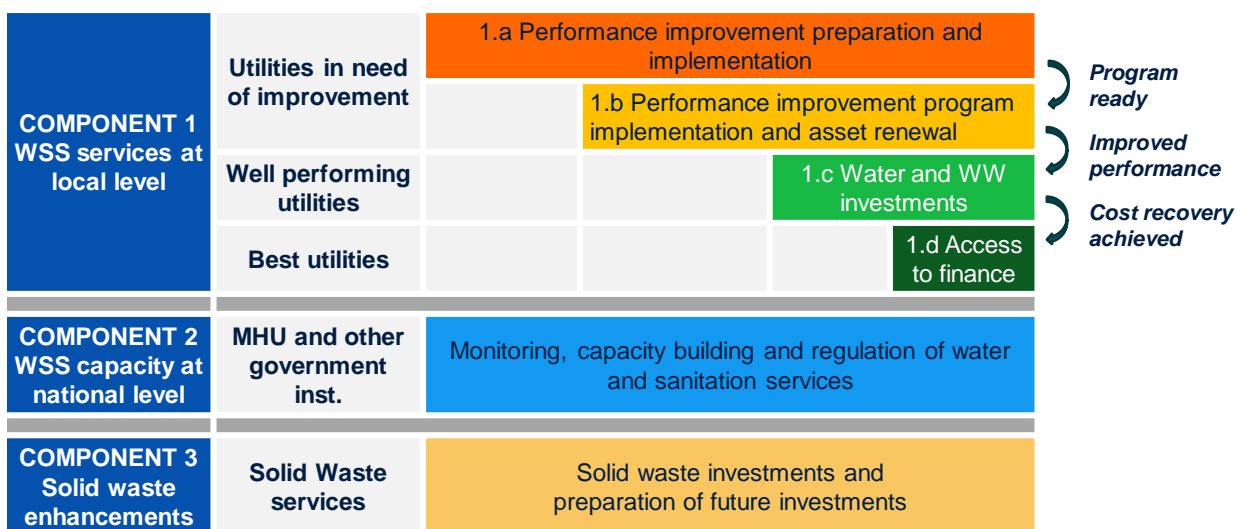 COMPONENT 1
WSS services at
local level
Utilities in need
of improvement
1.a Performance improvement preparation and
implementation
1.b Performance improvement program
implementation and asset renewal
Well performing
utilities
1.c Water and WW
investments
Best utilities
1.d Access
to finance
Program
ready
Improved
performance
Cost recovery
achieved
COMPONENT 2
WSS capacity at
national level
MHU and other
government
inst.
Monitoring, capacity building and regulation of water
and sanitation services
COMPONENT 3
Solid waste
enhancements
Solid Waste
services
Solid waste investments and
preparation of future investments